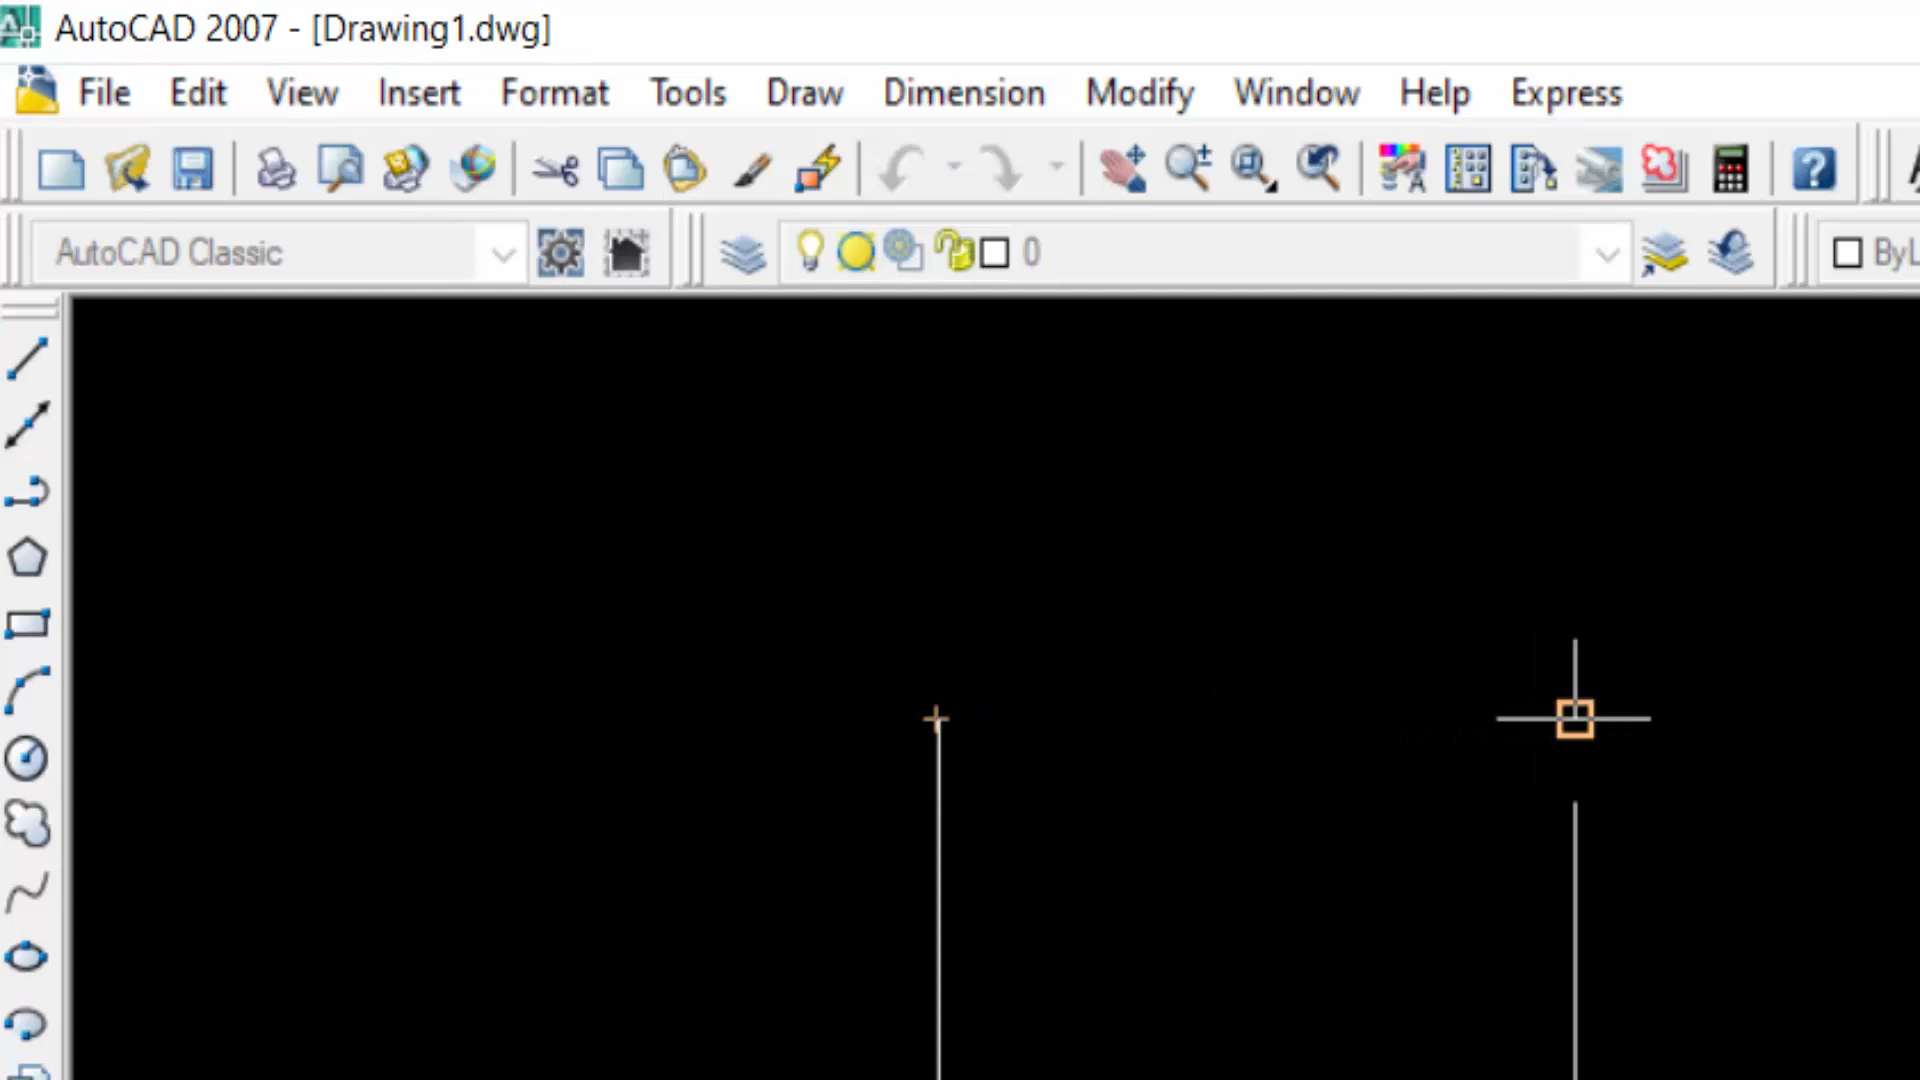 AutoCAD 2007 - [Drawing1.dwg]
File Edit View Insert Format Tools Draw Dimension Modify Window Help Express
AutoCAD Classic 0 ByL